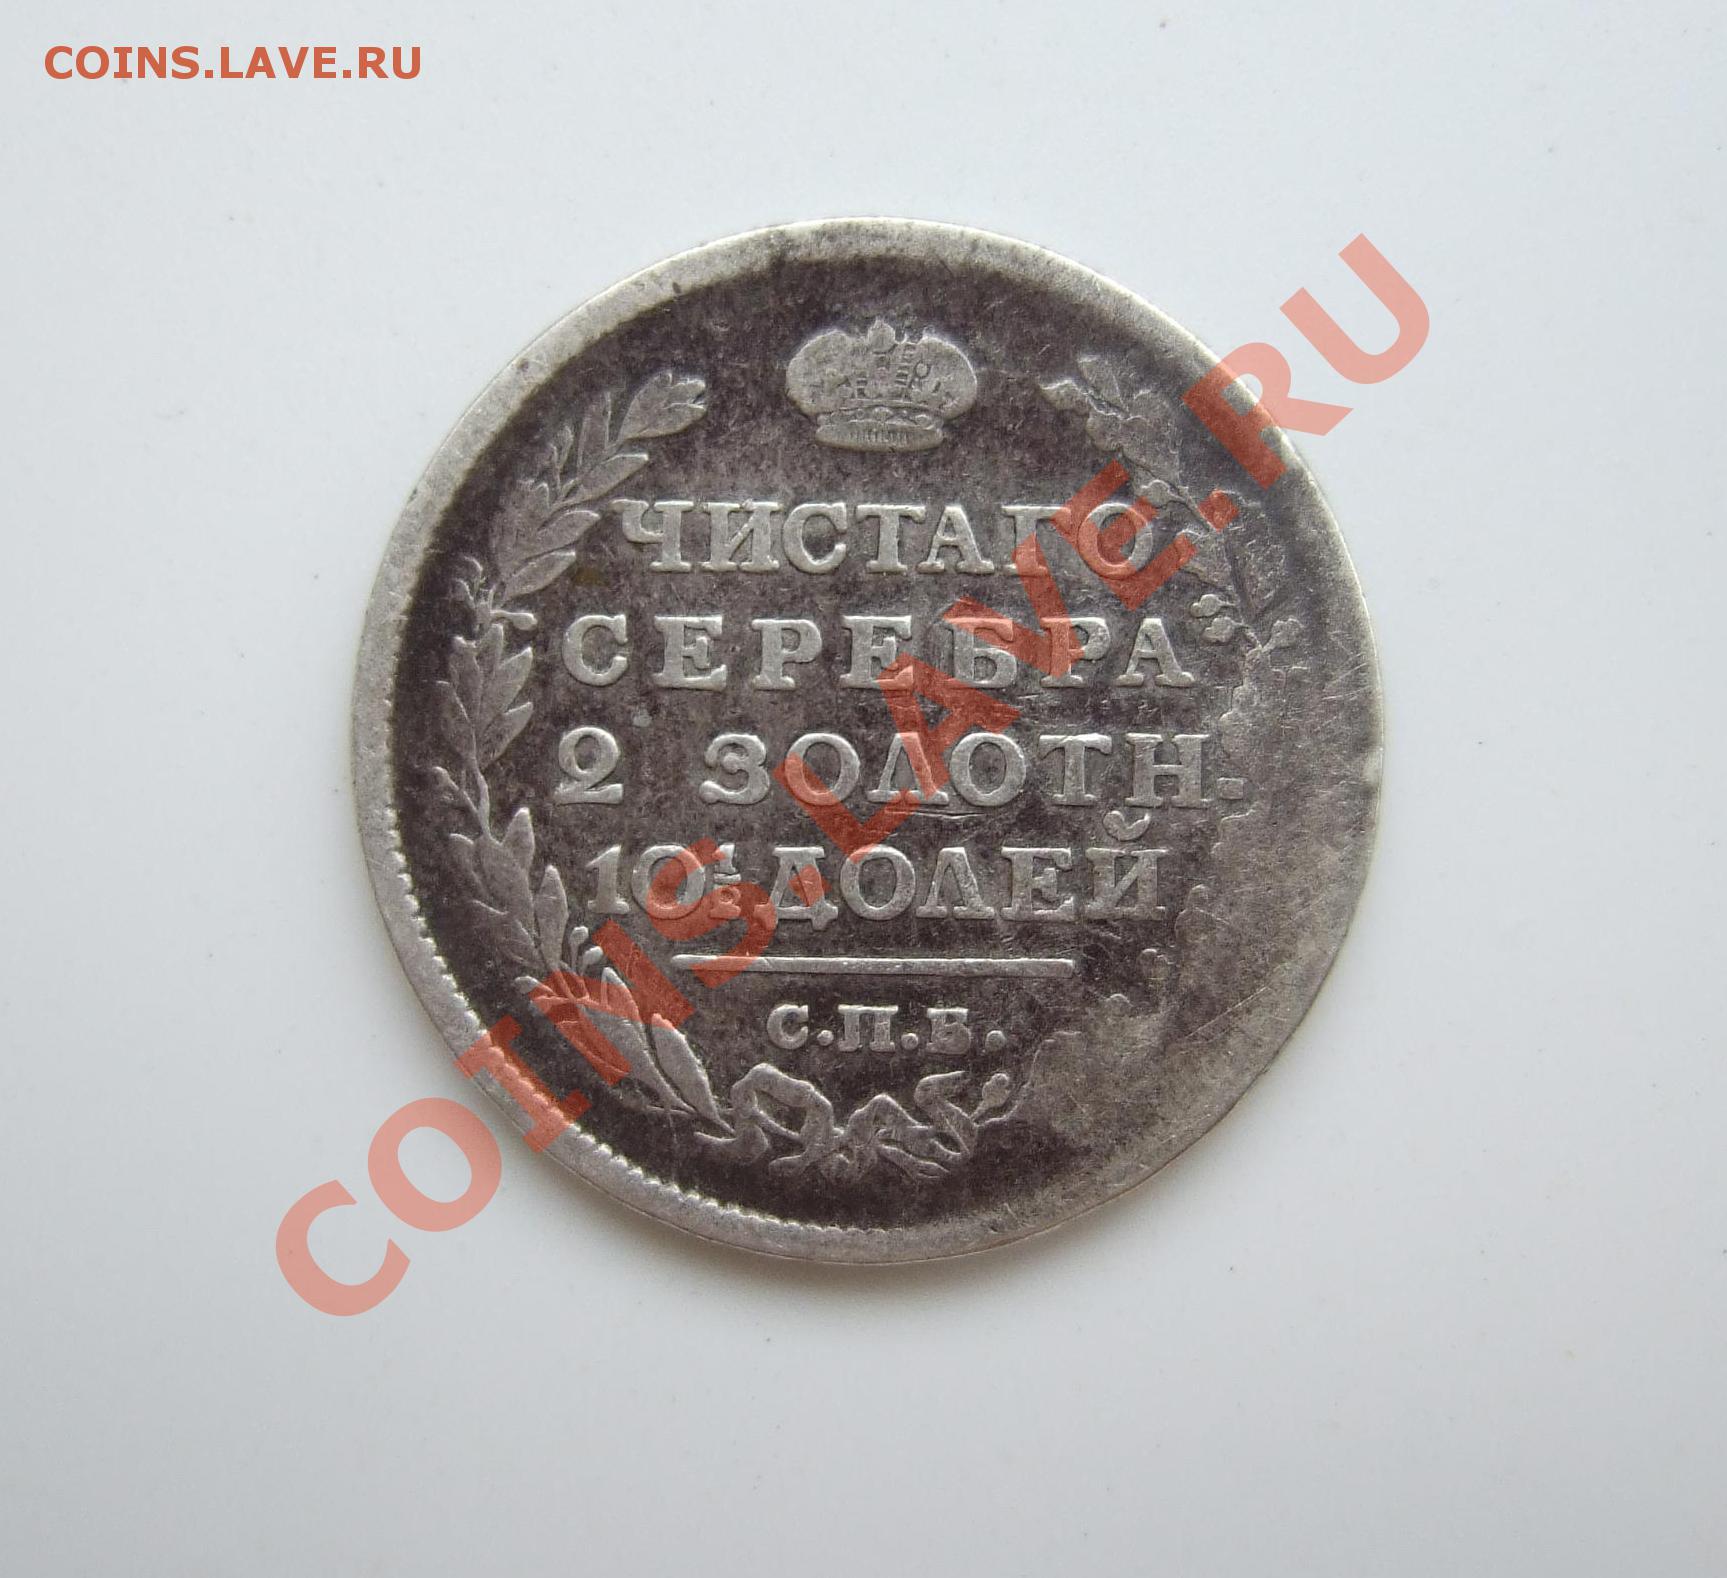 COINS.LAVE.RU
ЧИСТАГО
СЕРЕБРА
2 ЗОЛОТН.
10½ ДОЛЕЙ
С.П.Б.
COINS.LAVE.RU